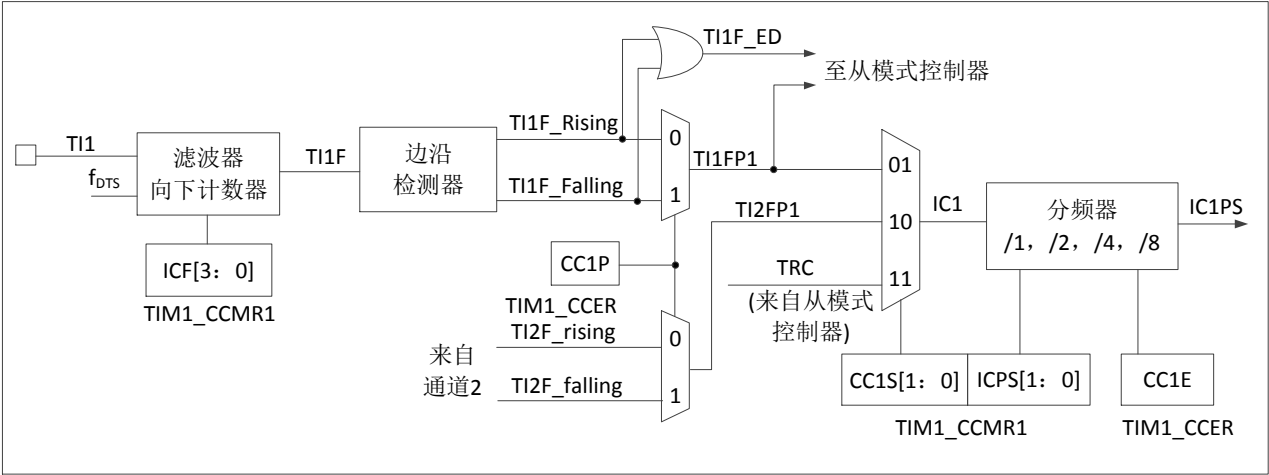 TI1F_ED
至从模式控制器
TI1
f_DTS
滤波器
向下计数器
TI1F
边沿
检测器
TI1F_Rising
TI1F_Falling
0
1
TI1FP1
TI2FP1
TRC
(来自从模式
控制器)
01
10
11
IC1
分频器
/1，/2，/4，/8
IC1PS
ICF[3：0]
TIM1_CCMR1
CC1P
TIM1_CCER
来自
通道2
TI2F_rising
TI2F_falling
0
1
CC1S[1：0]
ICPS[1：0]
TIM1_CCMR1
CC1E
TIM1_CCER